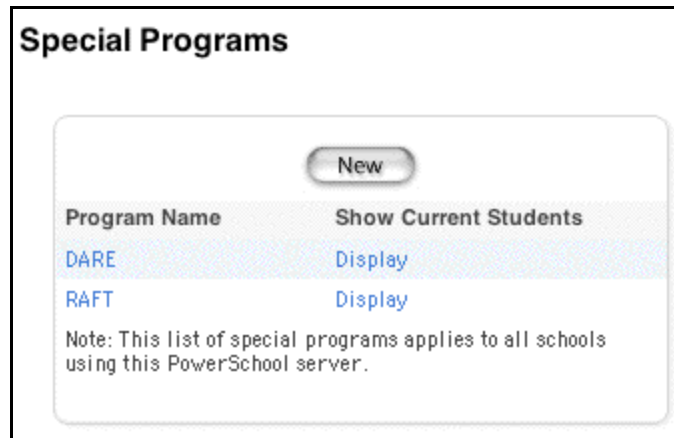 Special Programs
New
Program Name Show Current Students
DARE Display
RAFT Display
Note: This list of special programs applies to all schools
using this PowerSchool server.